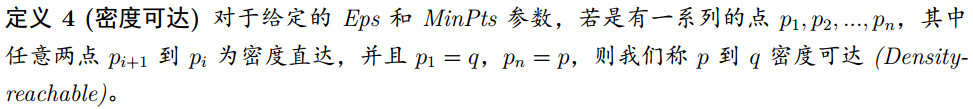 定义 4 (密度可达) 对于给定的 Eps 和 MinPts 参数，若是有一系列的点 p₁, p₂, ..., pₙ，其中
任意两点 pᵢ₊₁ 到 pᵢ 为密度直达，并且 p₁ = q，pₙ = p，则我们称 p 到 q 密度可达 (Density-
reachable)。